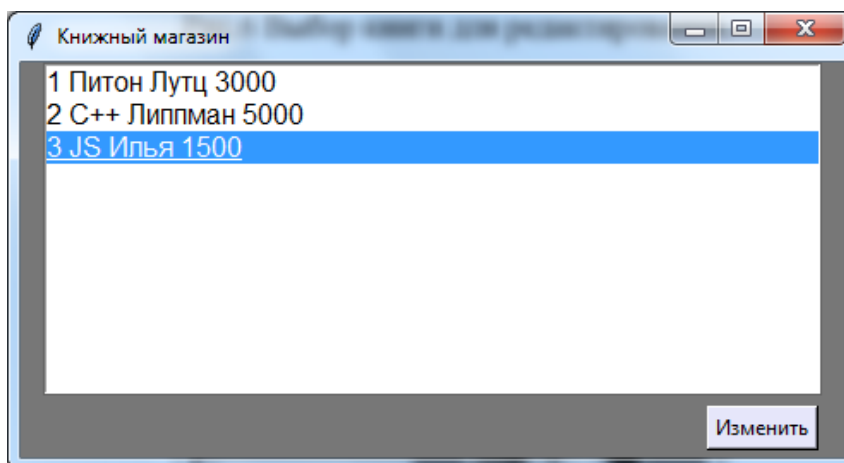 Книжный магазин
1 Питон Лутц 3000
2 C++ Липпман 5000
3 JS Илья 1500
Изменить